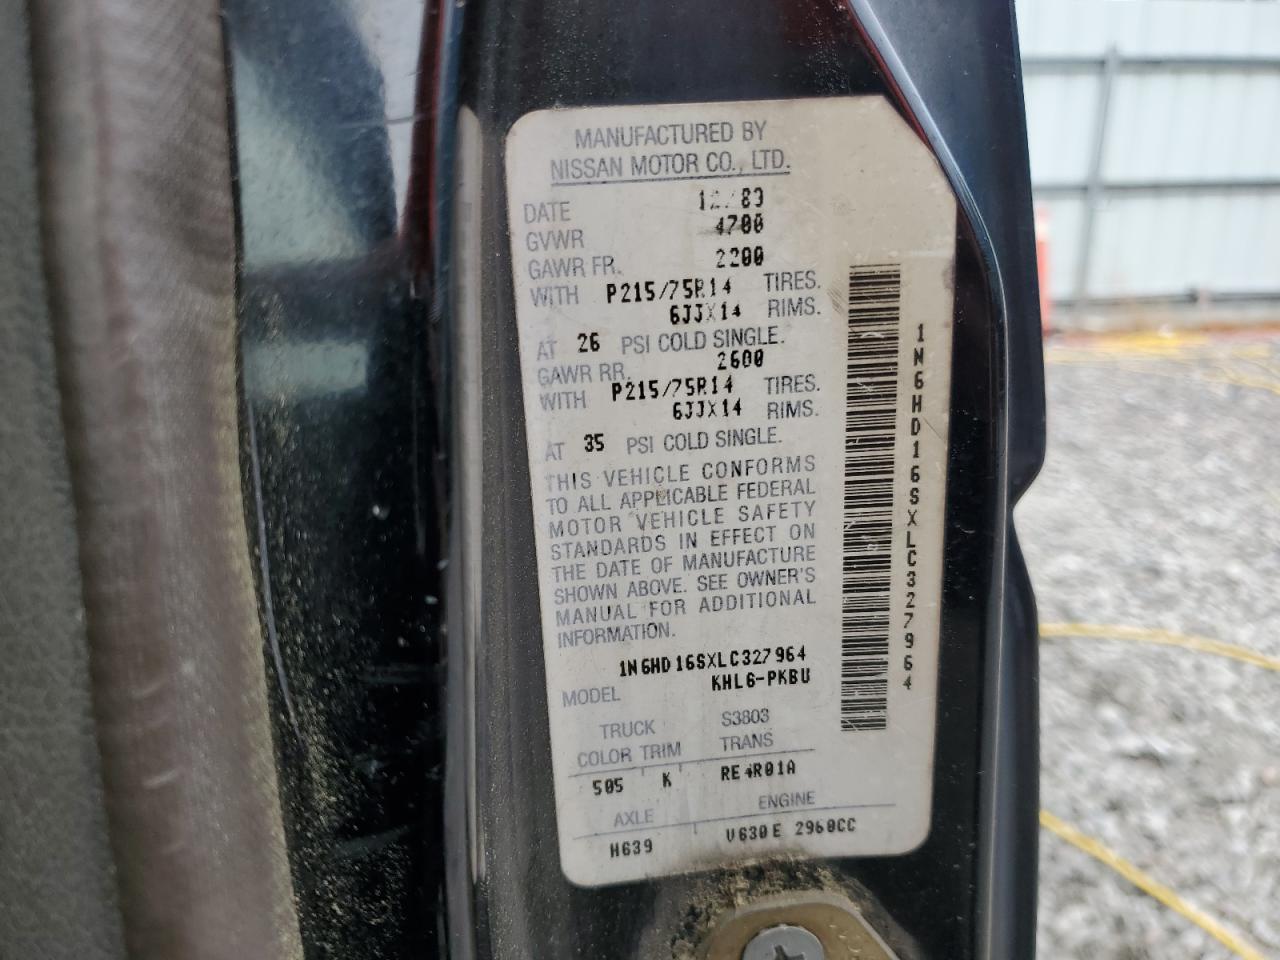 MANUFACTURED BY
NISSAN MOTOR CO., LTD.
DATE
GVWR 4700
GAWR FR. 2200
WITH P215/75R14 TIRES.
6JJX14 RIMS.
AT 26 PSI COLD SINGLE.
GAWR RR. 2600
WITH P215/75R14 TIRES.
6JJX14 RIMS.
AT 35 PSI COLD SINGLE.
THIS VEHICLE CONFORMS
TO ALL APPLICABLE FEDERAL
MOTOR VEHICLE SAFETY
STANDARDS IN EFFECT ON
THE DATE OF MANUFACTURE
SHOWN ABOVE. SEE OWNER'S
MANUAL FOR ADDITIONAL
INFORMATION.
1N6HD16SXLC327964
MODEL KHLG-PKBU
TRUCK S3803
COLOR TRIM TRANS
505 K RE4R01A
AXLE ENGINE
H639 VG30E 2960CC
1N6HD16SXLC327964